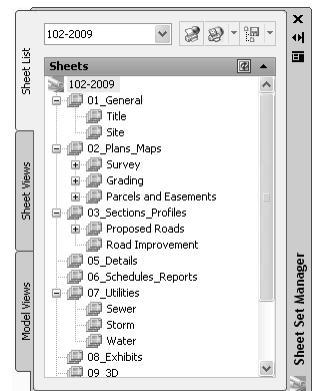 102-2009
Sheets
102-2009
01_General
Title
Site
02_Plans_Maps
Survey
Grading
Parcels and Easements
03_Sections_Profiles
Proposed Roads
Road Improvement
05_Details
06_Schedules_Reports
07_Utilities
Sewer
Storm
Water
08_Exhibits
09_3D
Sheet List
Sheet Views
Model Views
Sheet Set Manager